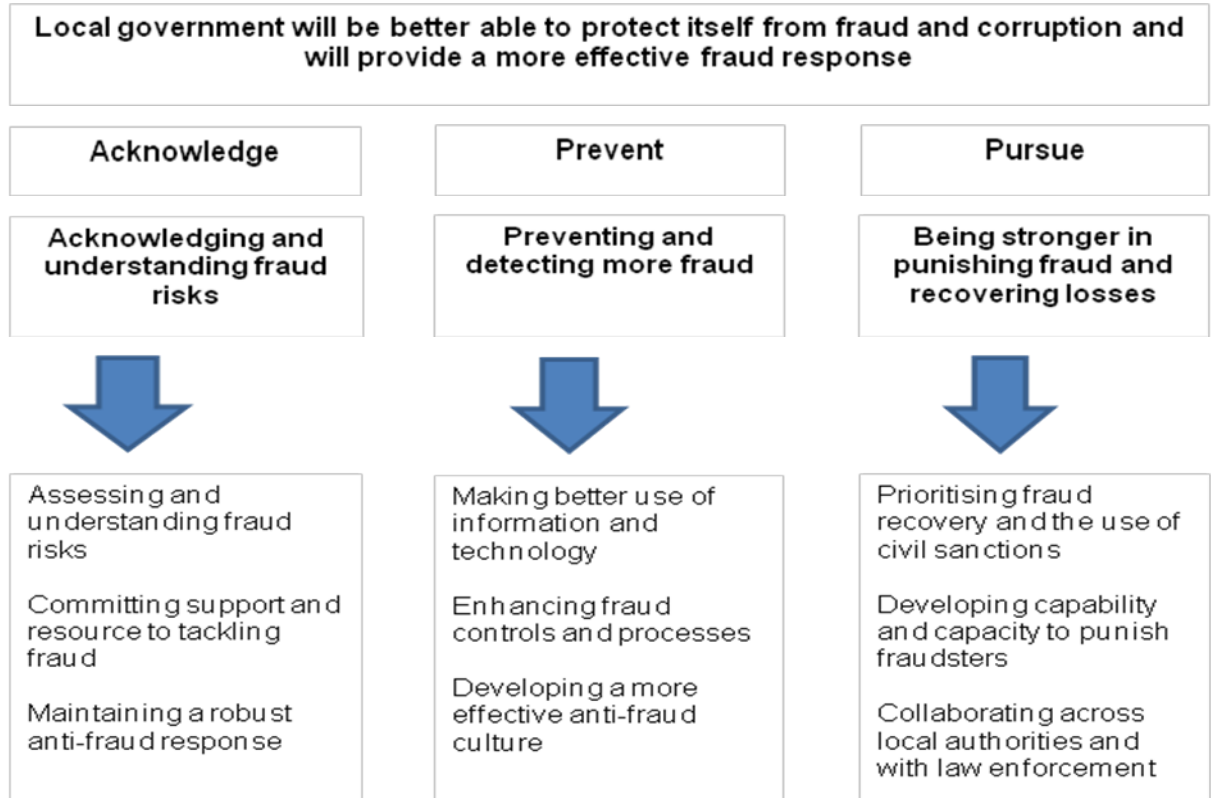 Local government will be better able to protect itself from fraud and corruption and
will provide a more effective fraud response
Acknowledge
Prevent
Pursue
Acknowledging and
understanding fraud
risks
Preventing and
detecting more fraud
Being stronger in
punishing fraud and
recovering losses
Assessing and
understanding fraud
risks
Committing support and
resource to tackling
fraud
Maintaining a robust
anti-fraud response
Making better use of
information and
technology
Enhancing fraud
controls and processes
Developing a more
effective anti-fraud
culture
Prioritising fraud
recovery and the use of
civil sanctions
Developing capability
and capacity to punish
fraudsters
Collaborating across
local authorities and
with law enforcement